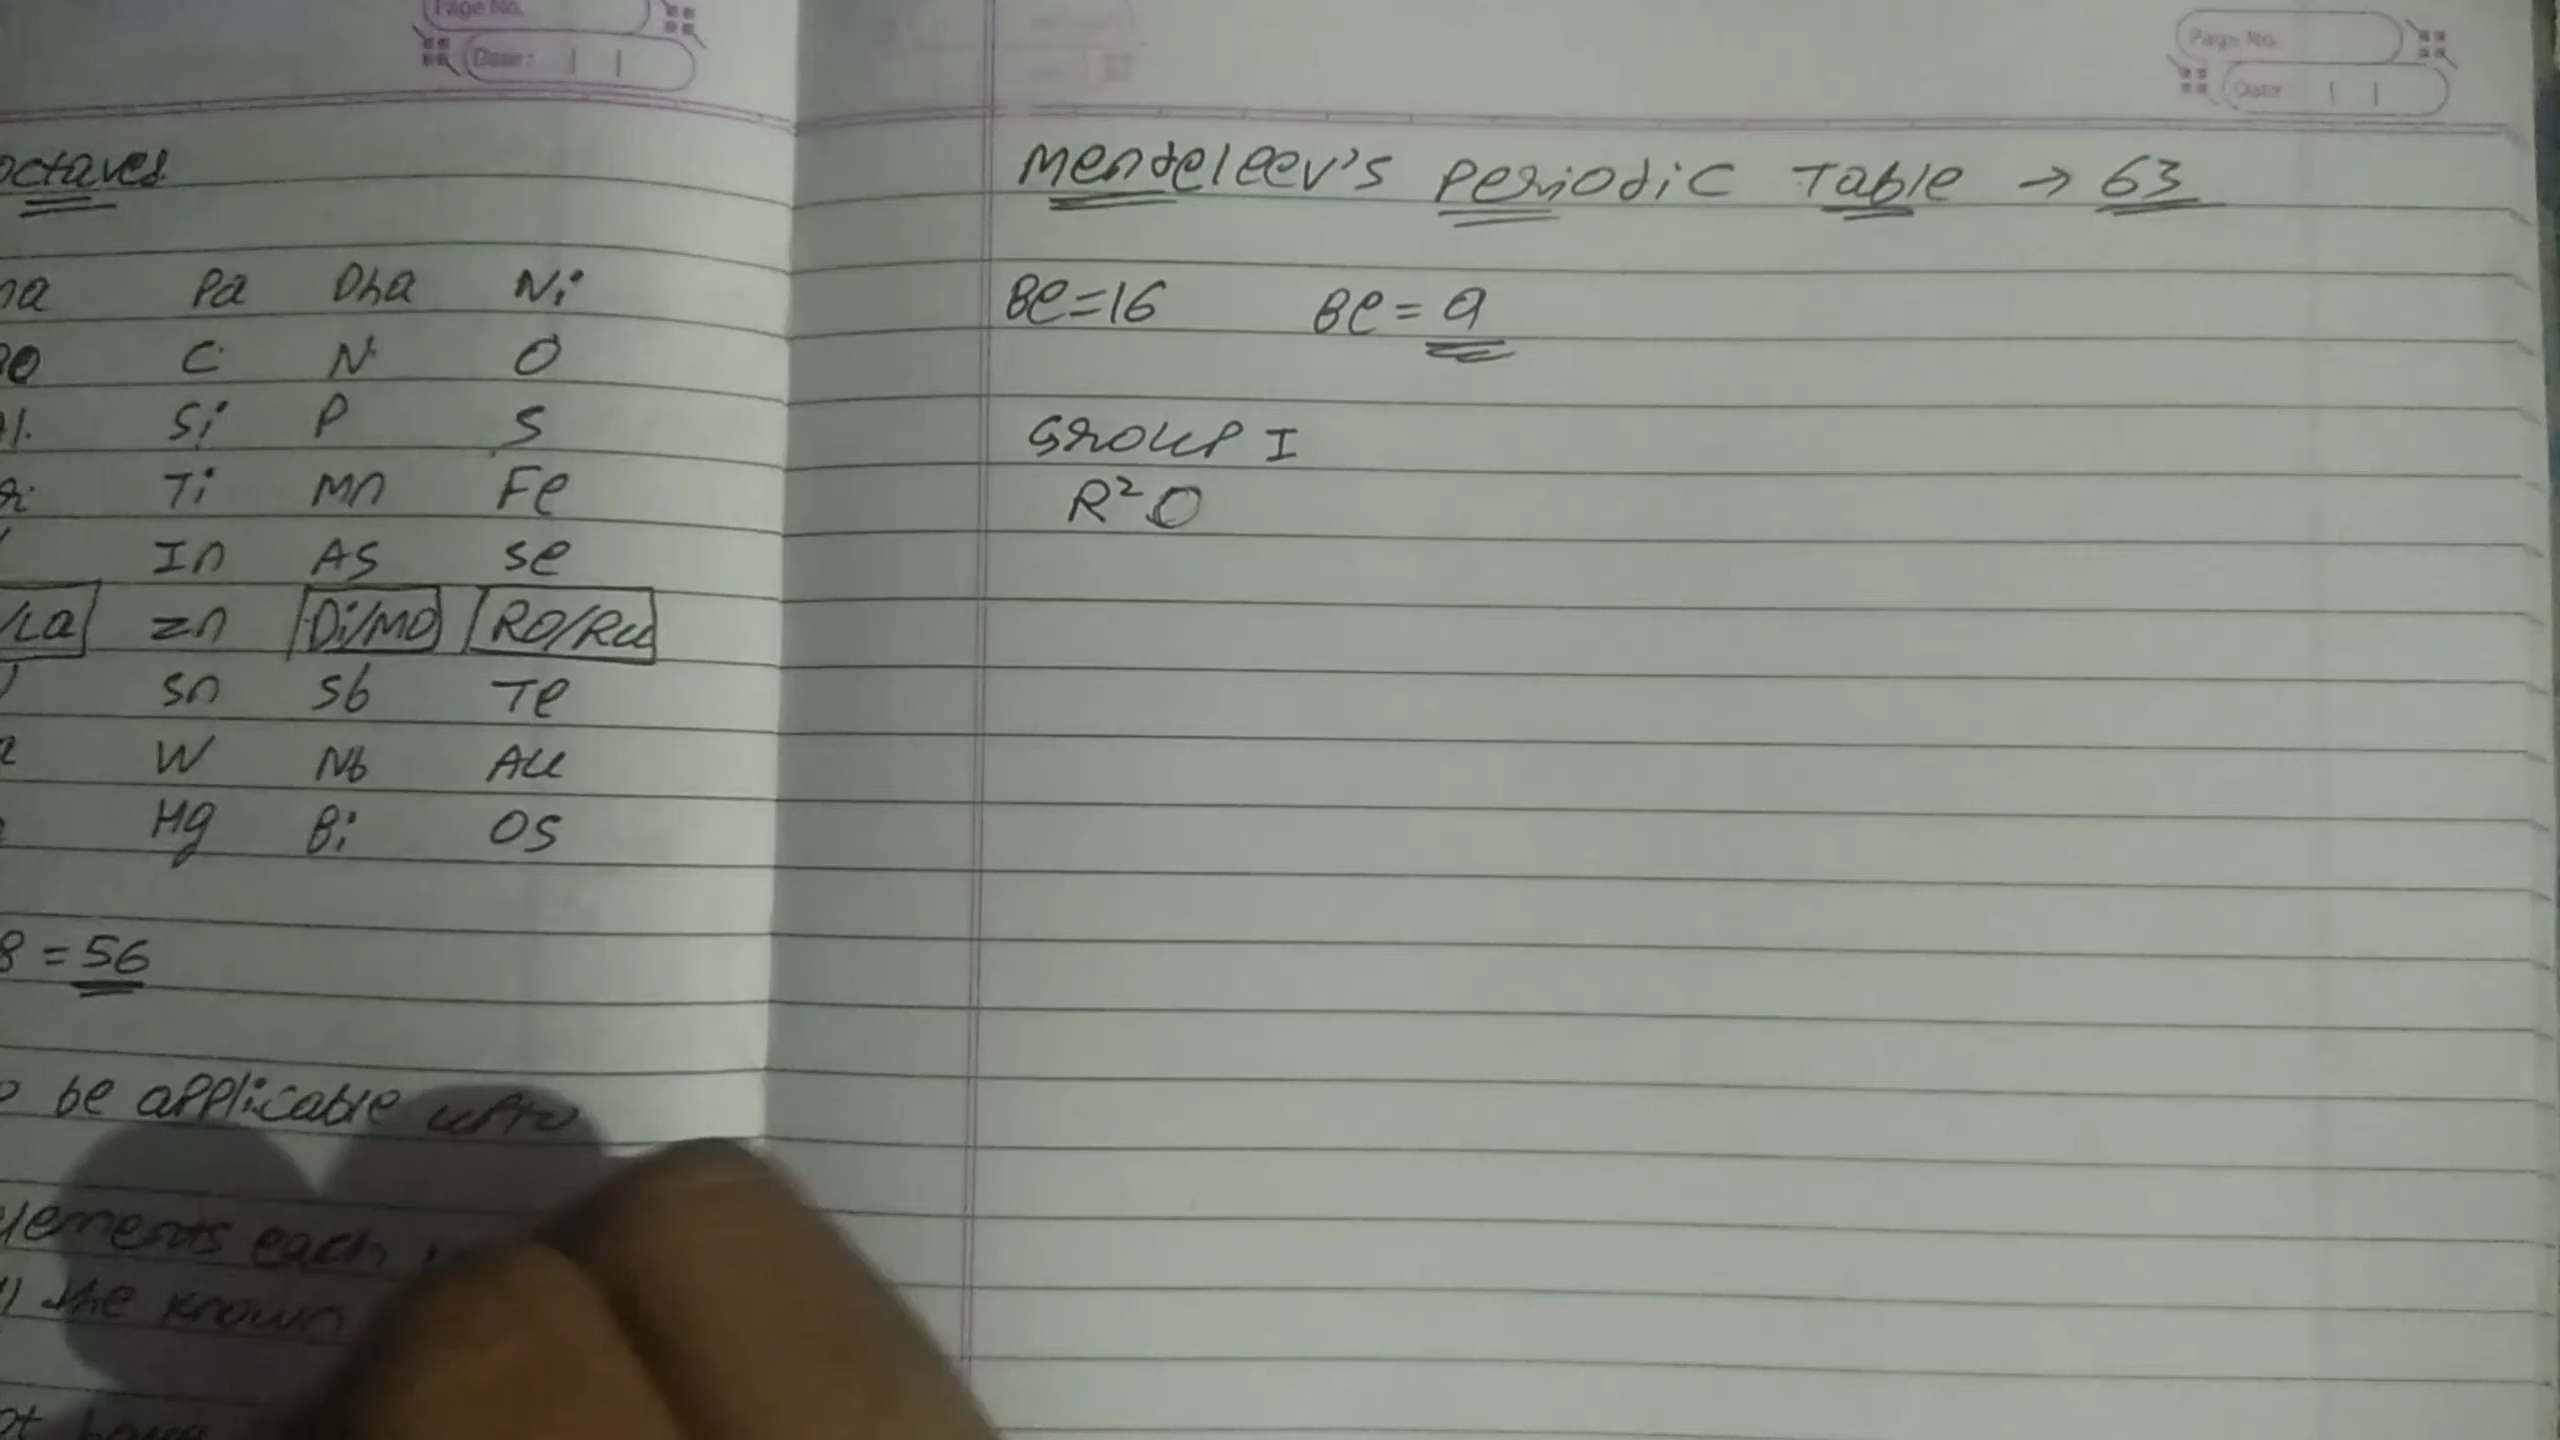 Page No.
Date:
octaves
Pa Dha Ni
C N O
Si P S
Ti Mn Fe
In As Se
/La Zn Di/Mo Ro/Ru
Sn Sb Te
W Nb Au
Hg Bi Os
8 = 56
be applicable upto
elements each
the known
Page No.
Date
Mendeleev's Periodic Table → 63
Be=16 Be = 9
Group I
R²O